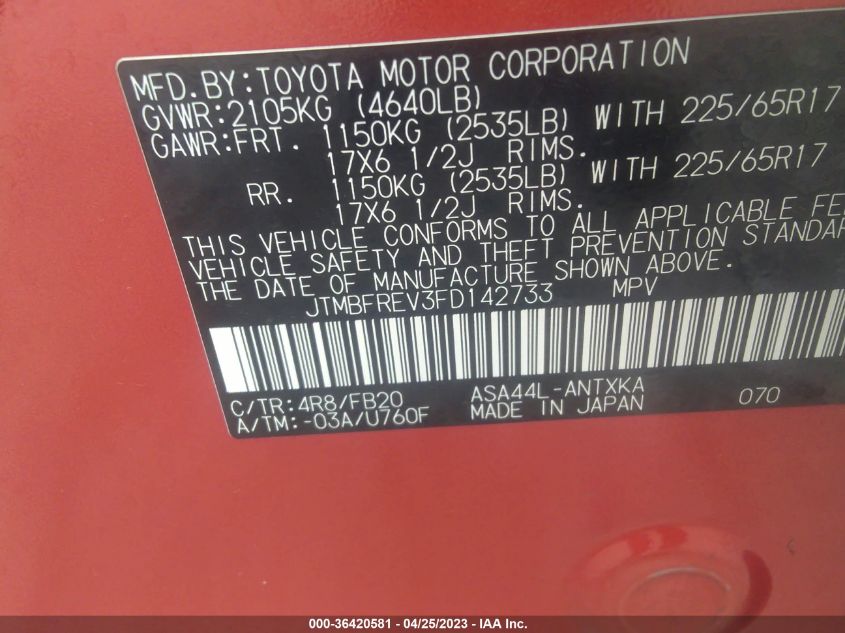 MFD.BY:TOYOTA MOTOR CORPORATION
GVWR:2105KG (4640LB)
GAWR:FRT. 1150KG (2535LB) WITH 225/65R17
17X6 1/2J RIMS.
RR. 1150KG (2535LB) WITH 225/65R17
17X6 1/2J RIMS.
THIS VEHICLE CONFORMS TO ALL APPLICABLE
VEHICLE SAFETY AND THEFT PREVENTION
THE DATE OF MANUFACTURE SHOWN ABOVE.
JTMBFREV3FD142733 MPV
C/TR:4R8/FB20 ASA44L-ANTXKA 070
A/TM:-03A/U760F MADE IN JAPAN
000-36420581 - 04/25/2023 - IAA Inc.